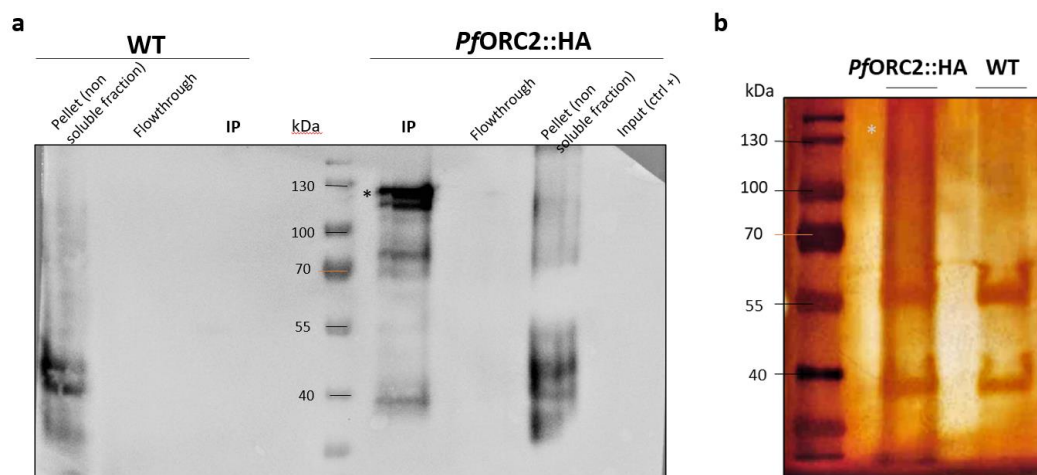 a
WT
PfORC2::HA
Pellet (non
soluble fraction)
Flowthrough
IP
kDa
IP
Flowthrough
Pellet (non
soluble fraction)
Input (ctrl +)
130
*
100
70
55
40
b
PfORC2::HA WT
kDa
*
130
100
70
55
40